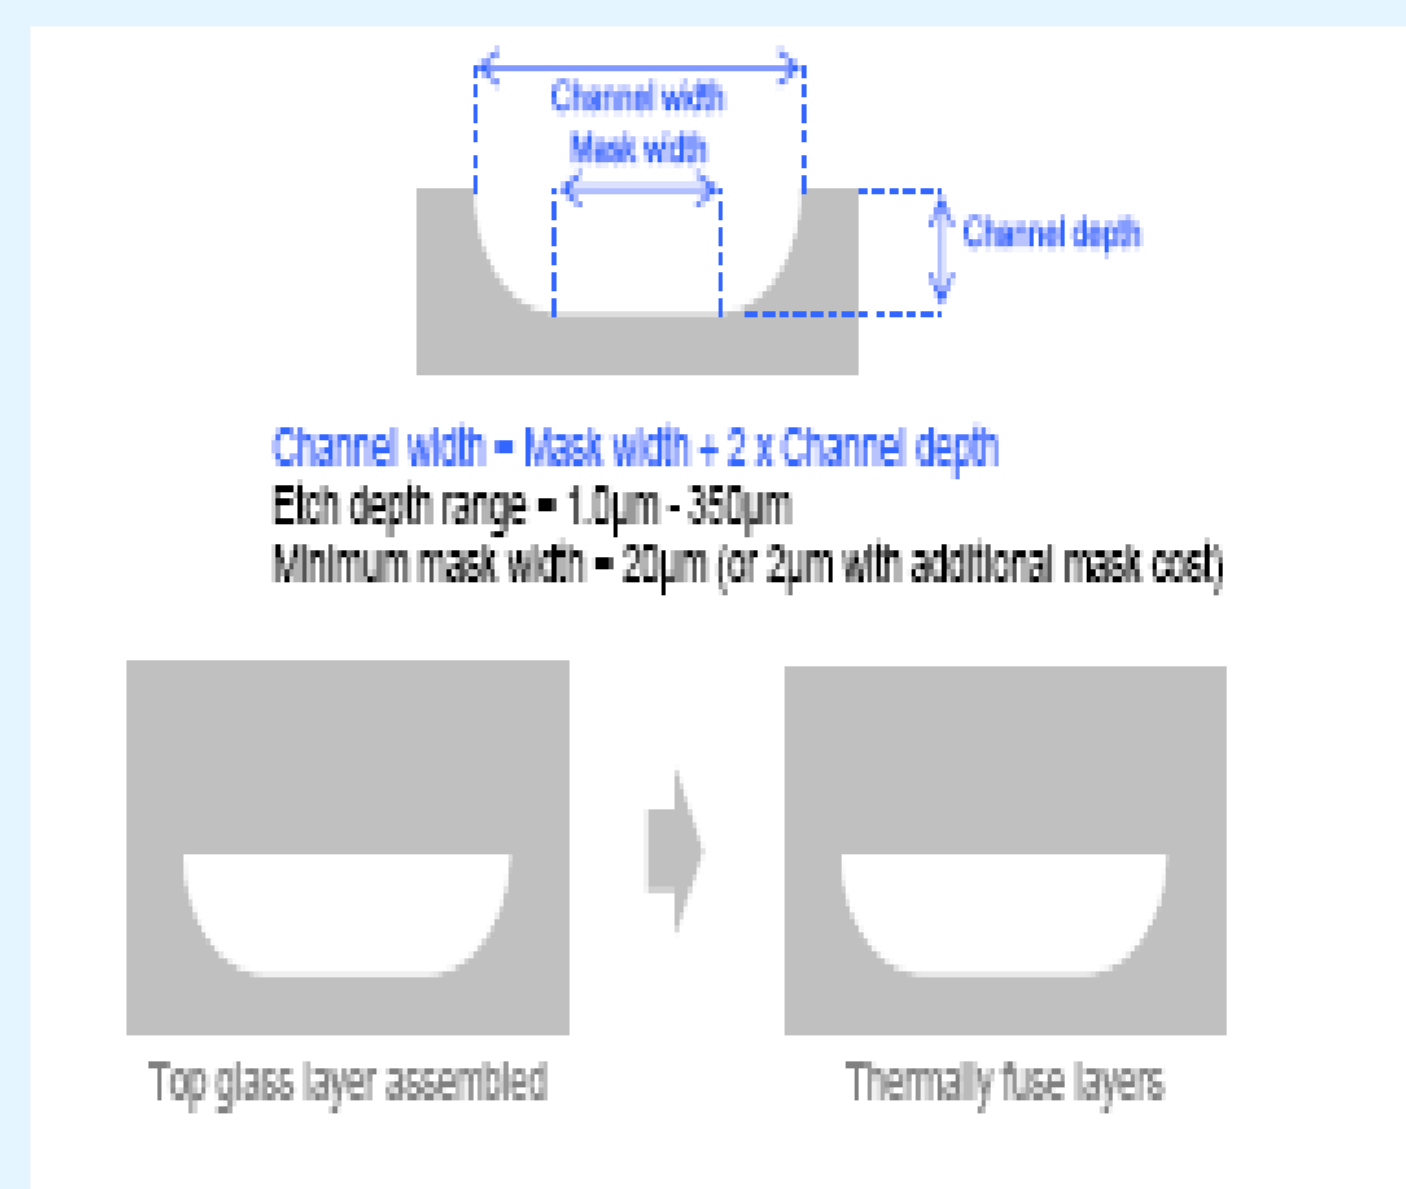 Channel width
Mask width
Channel depth
Channel width = Mask width + 2 x Channel depth
Etch depth range = 1.0µm - 350µm
Minimum mask width = 20µm (or 2µm with additional mask cost)
Top glass layer assembled
Thermally fuse layers